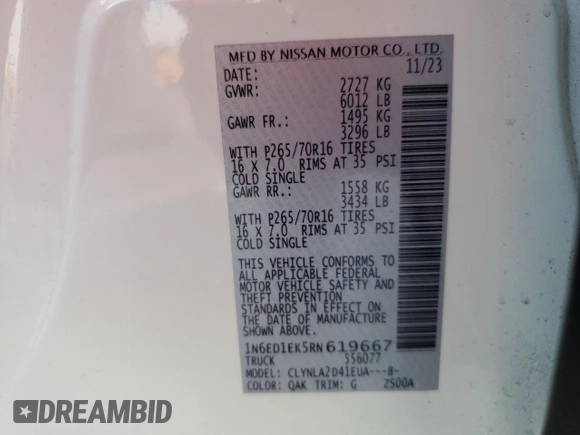 MFD BY NISSAN MOTOR CO., LTD.
DATE: 11/23
GVWR: 2727 KG
6012 LB
GAWR FR.: 1495 KG
3296 LB
WITH P265/70R16 TIRES
16 X 7.0 RIMS AT 35 PSI
COLD SINGLE
GAWR RR.: 1558 KG
3434 LB
WITH P265/70R16 TIRES
16 X 7.0 RIMS AT 35 PSI
COLD SINGLE
THIS VEHICLE CONFORMS TO
ALL APPLICABLE FEDERAL
MOTOR VEHICLE SAFETY AND
THEFT PREVENTION
STANDARDS IN EFFECT ON
THE DATE OF MANUFACTURE
SHOWN ABOVE.
1N6ED1EK5RN619667
TRUCK 556077
MODEL: CLYNLA2D41EUA---B-
COLOR: QAK TRIM: G 2500A
AUTOBIDMASTER